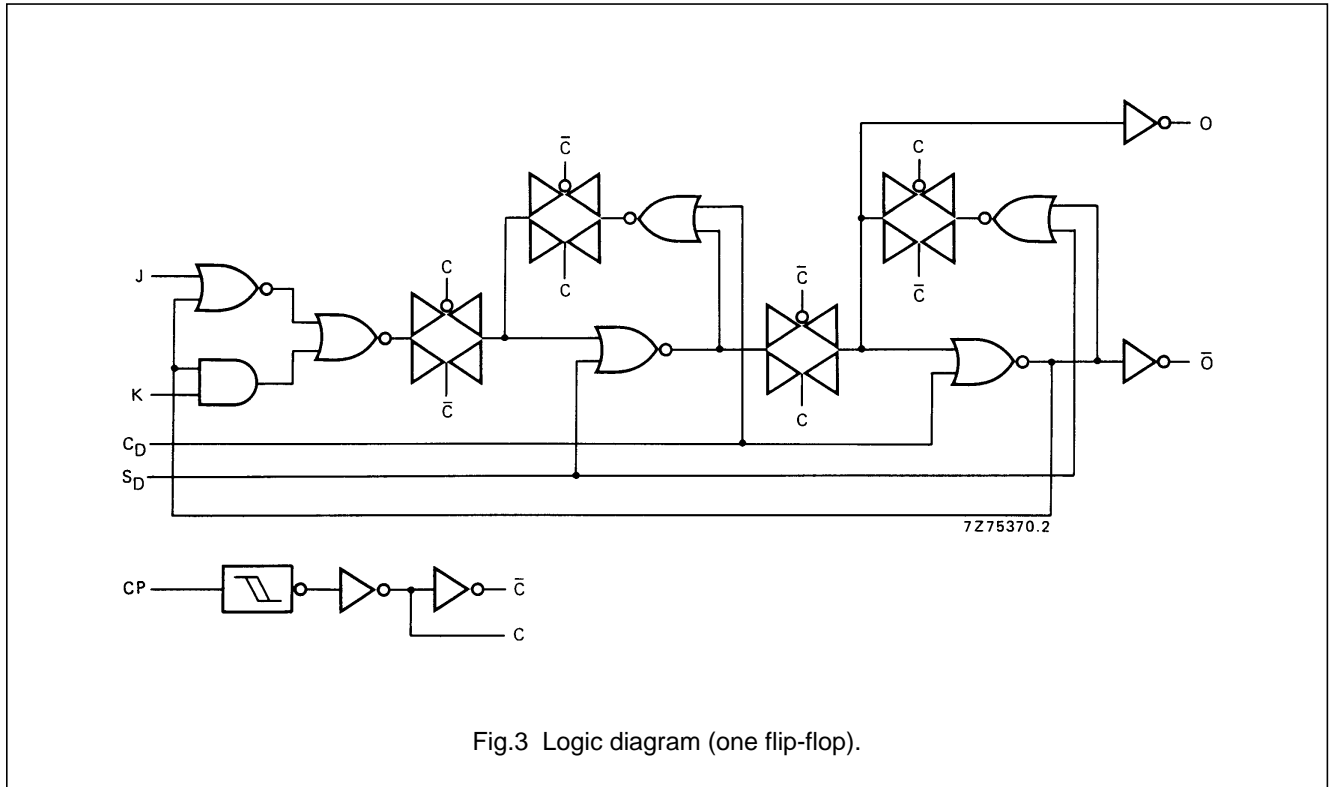 O
C̄
C
C
C̄
J
C
C̄
C
C̄
Ō
K
C̄
C
C_D
S_D
7Z75370.2
CP
C̄
C
Fig.3 Logic diagram (one flip-flop).